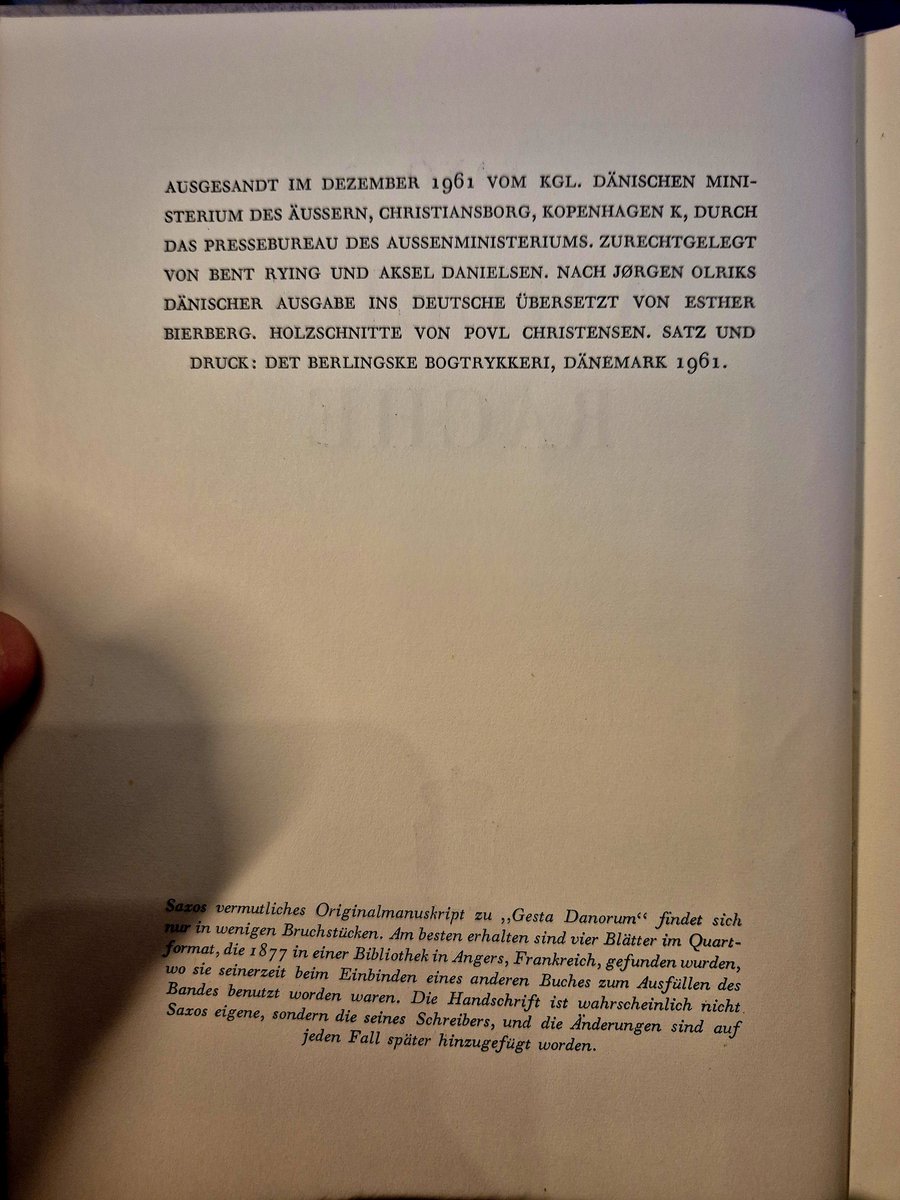 AUSGESANDT IM DEZEMBER 1961 VOM KGL. DÄNISCHEN MINI-
STERIUM DES ÄUSSERN, CHRISTIANSBORG, KOPENHAGEN K, DURCH
DAS PRESSEBUREAU DES AUSSENMINISTERIUMS. ZURECHTGELEGT
VON BENT RYING UND AKSEL DANIELSEN. NACH JØRGEN OLRIKS
DÄNISCHER AUSGABE INS DEUTSCHE ÜBERSETZT VON ESTHER
BIERBERG. HOLZSCHNITTE VON POVL CHRISTENSEN. SATZ UND
DRUCK: DET BERLINGSKE BOGTRYKKERI, DÄNEMARK 1961.
Saxos vermutliches Originalmanuskript zu „Gesta Danorum“ findet sich
nur in wenigen Bruchstücken. Am besten erhalten sind vier Blätter im Quart-
format, die 1877 in einer Bibliothek in Angers, Frankreich, gefunden wurden,
wo sie seinerzeit beim Einbinden eines anderen Buches zum Ausfüllen des
Bandes benutzt worden waren. Die Handschrift ist wahrscheinlich nicht
Saxos eigene, sondern die seines Schreibers, und die Änderungen sind auf
jeden Fall später hinzugefügt worden.